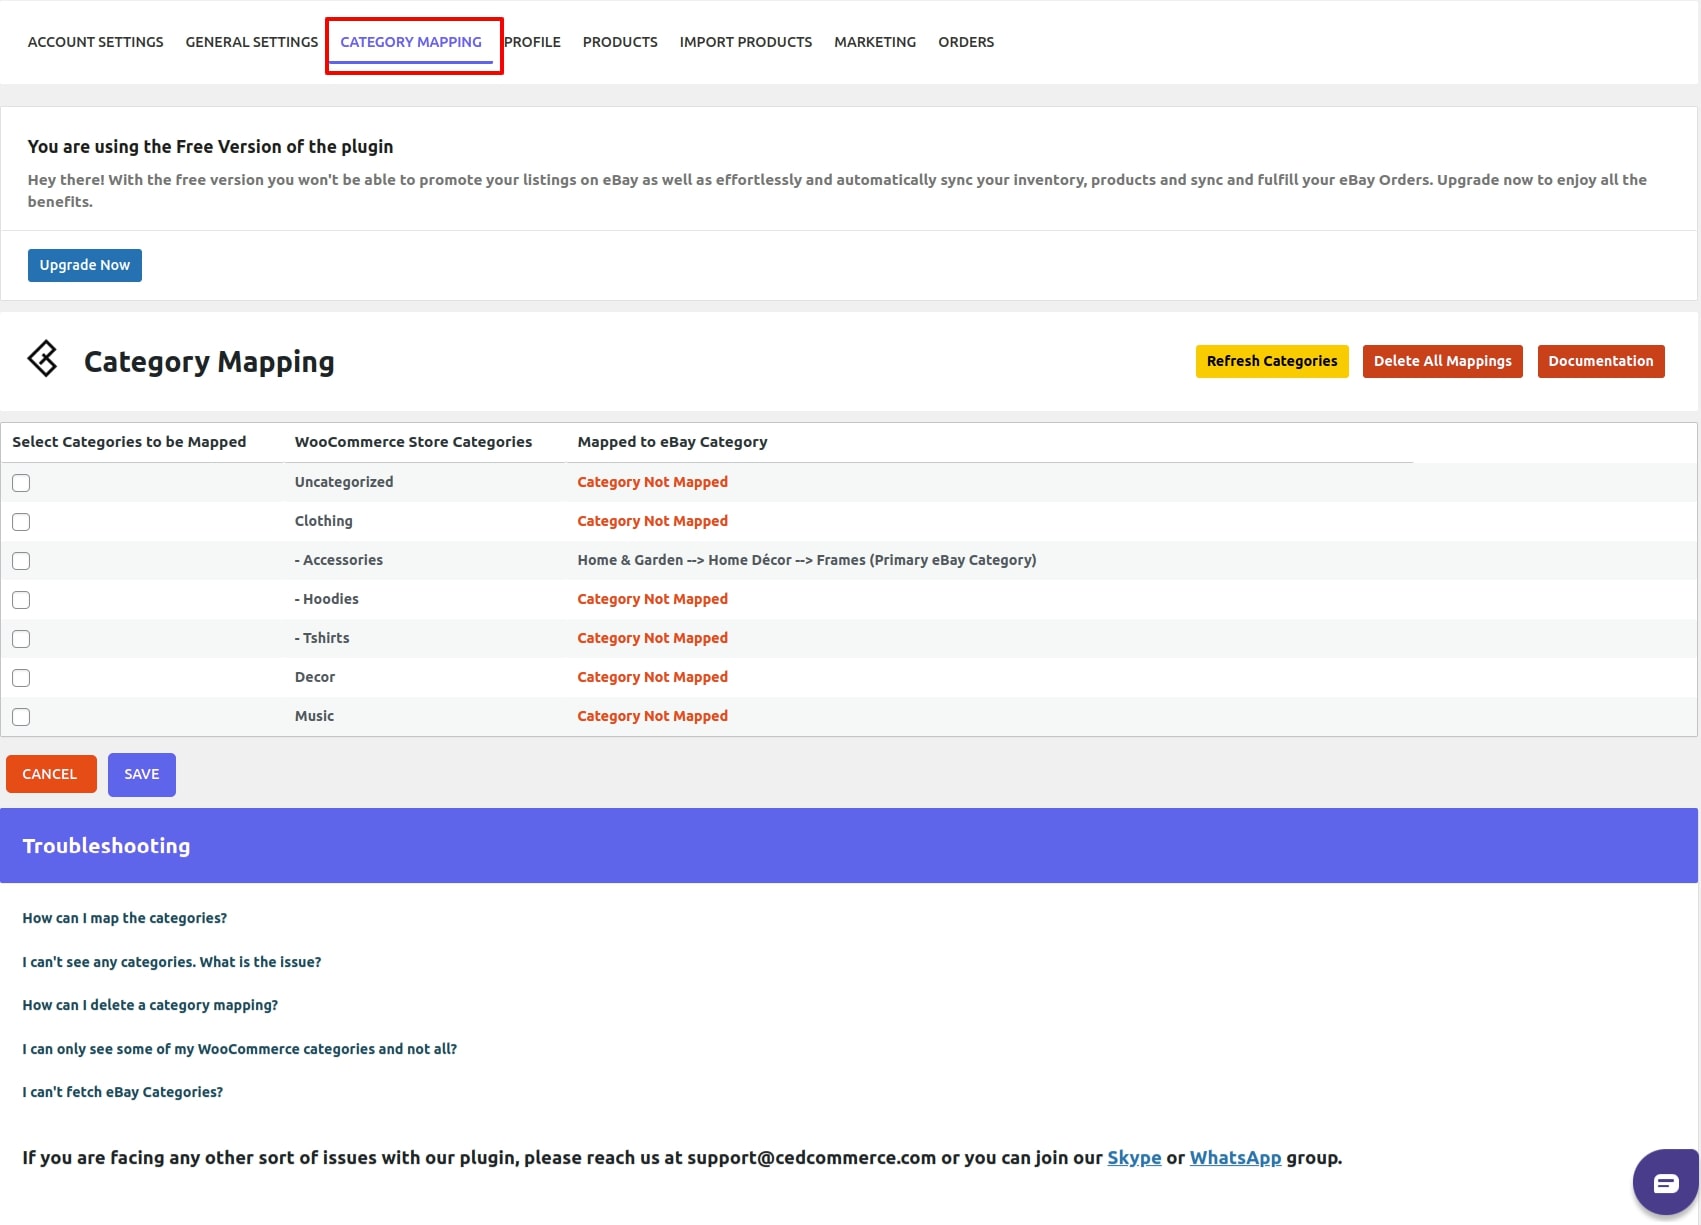 ACCOUNT SETTINGS GENERAL SETTINGS CATEGORY MAPPING PROFILE PRODUCTS IMPORT PRODUCTS MARKETING ORDERS
You are using the Free Version of the plugin
Hey there! With the free version you won't be able to promote your listings on eBay as well as effortlessly and automatically sync your inventory, products and sync and fulfill your eBay Orders. Upgrade now to enjoy all the
benefits.
Upgrade Now
Category Mapping Refresh Categories Delete All Mappings Documentation
Select Categories to be Mapped WooCommerce Store Categories Mapped to eBay Category
Uncategorized Category Not Mapped
Clothing Category Not Mapped
- Accessories Home & Garden --> Home Décor --> Frames (Primary eBay Category)
- Hoodies Category Not Mapped
- Tshirts Category Not Mapped
Decor Category Not Mapped
Music Category Not Mapped
CANCEL SAVE
Troubleshooting
How can I map the categories?
I can't see any categories. What is the issue?
How can I delete a category mapping?
I can only see some of my WooCommerce categories and not all?
I can't fetch eBay Categories?
If you are facing any other sort of issues with our plugin, please reach us at support@cedcommerce.com or you can join our Skype or WhatsApp group.